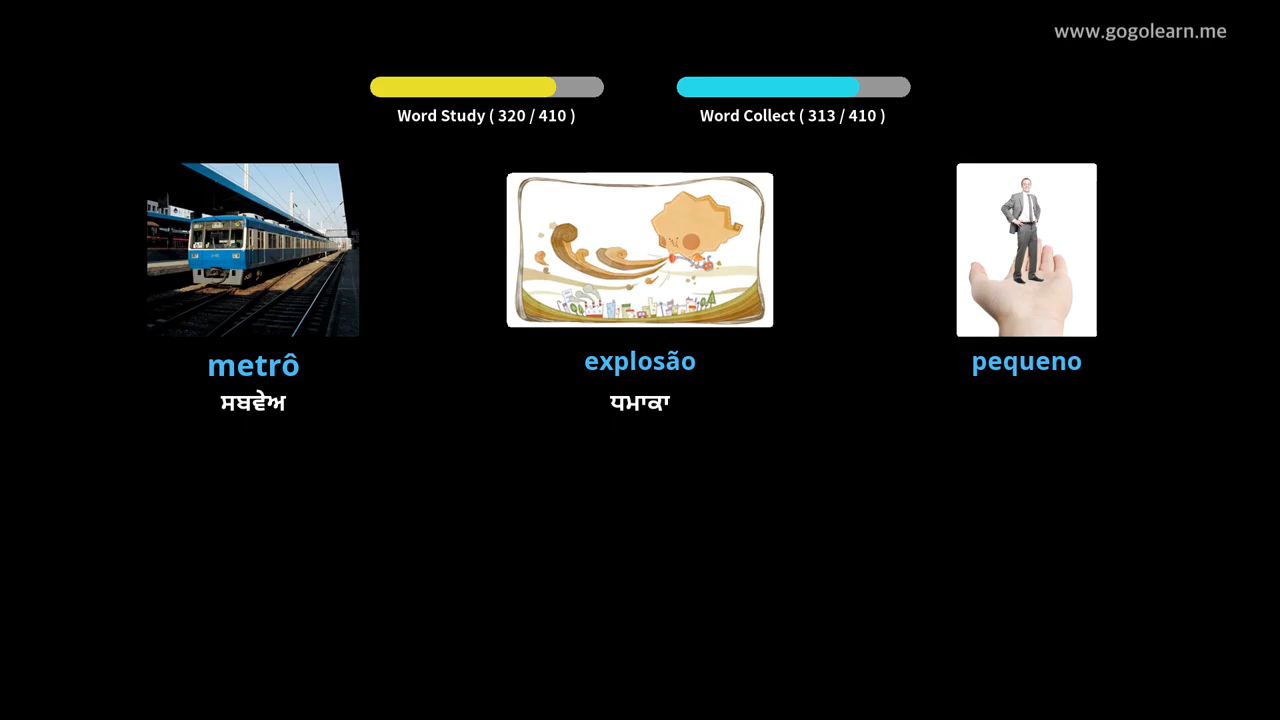 www.gogolearn.me
Word Study ( 320 / 410 )
Word Collect ( 313 / 410 )
metrô
explosão
pequeno
ਸਬਵੇਅ
ਧਮਾਕਾ